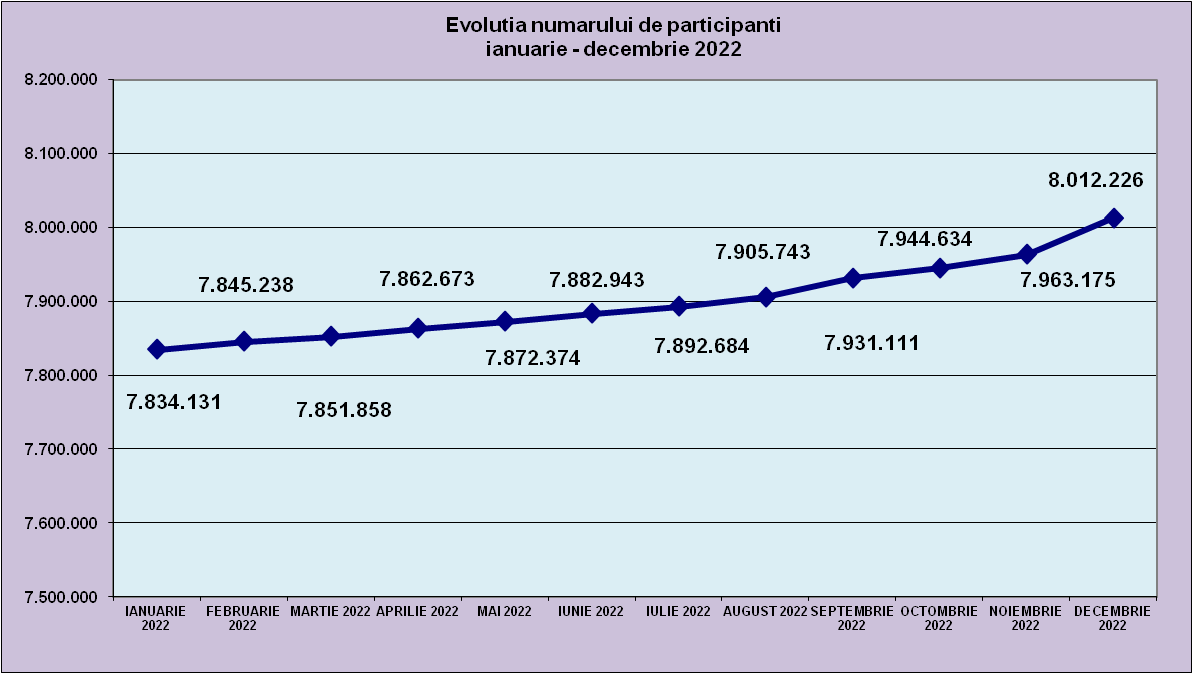 Evolutia numarului de participanti
ianuarie - decembrie 2022
8.200.000
8.100.000
8.000.000
7.900.000
7.800.000
7.700.000
7.600.000
7.500.000
7.834.131
7.845.238
7.851.858
7.862.673
7.872.374
7.882.943
7.892.684
7.905.743
7.931.111
7.944.634
7.963.175
8.012.226
IANUARIE
2022
FEBRUARIE
2022
MARTIE 2022
APRILIE 2022
MAI 2022
IUNIE 2022
IULIE 2022
AUGUST 2022
SEPTEMBRIE
2022
OCTOMBRIE
2022
NOIEMBRIE
2022
DECEMBRIE
2022